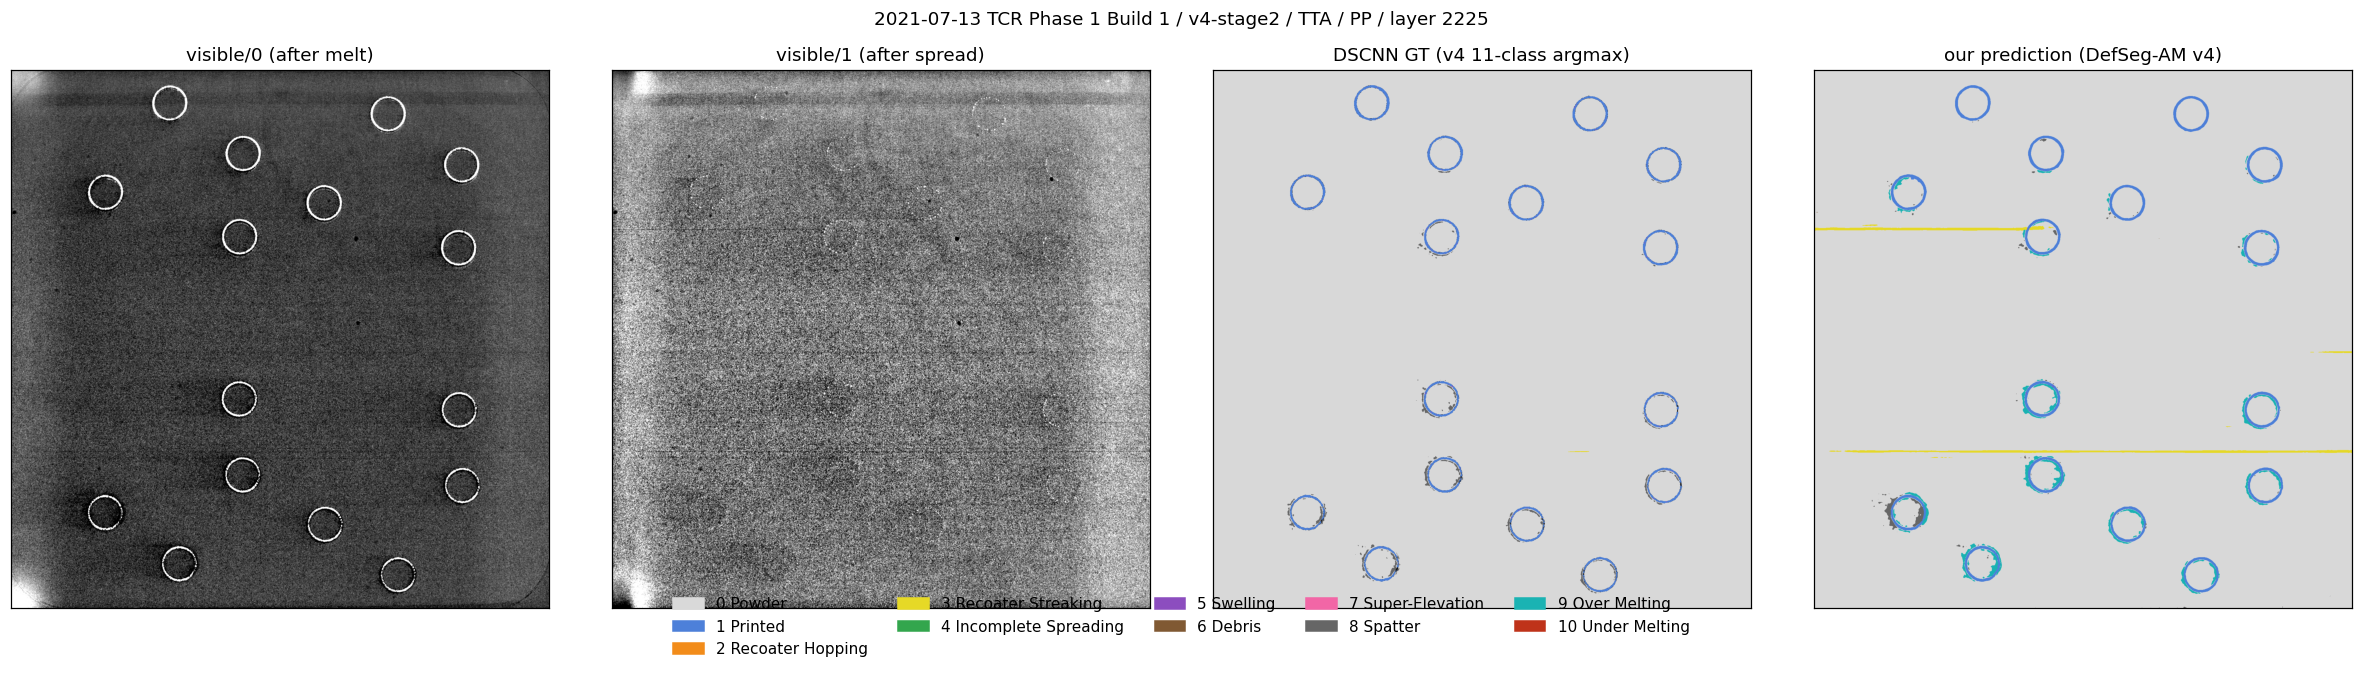 2021-07-13 TCR Phase 1 Build 1 / v4-stage2 / TTA / PP / layer 2225
visible/0 (after melt)
visible/1 (after spread)
DSCNN GT (v4 11-class argmax)
our prediction (DefSeg-AM v4)
0 Powder
1 Printed
2 Recoater Hopping
3 Recoater Streaking
4 Incomplete Spreading
5 Swelling
6 Debris
7 Super-Elevation
8 Spatter
9 Over Melting
10 Under Melting